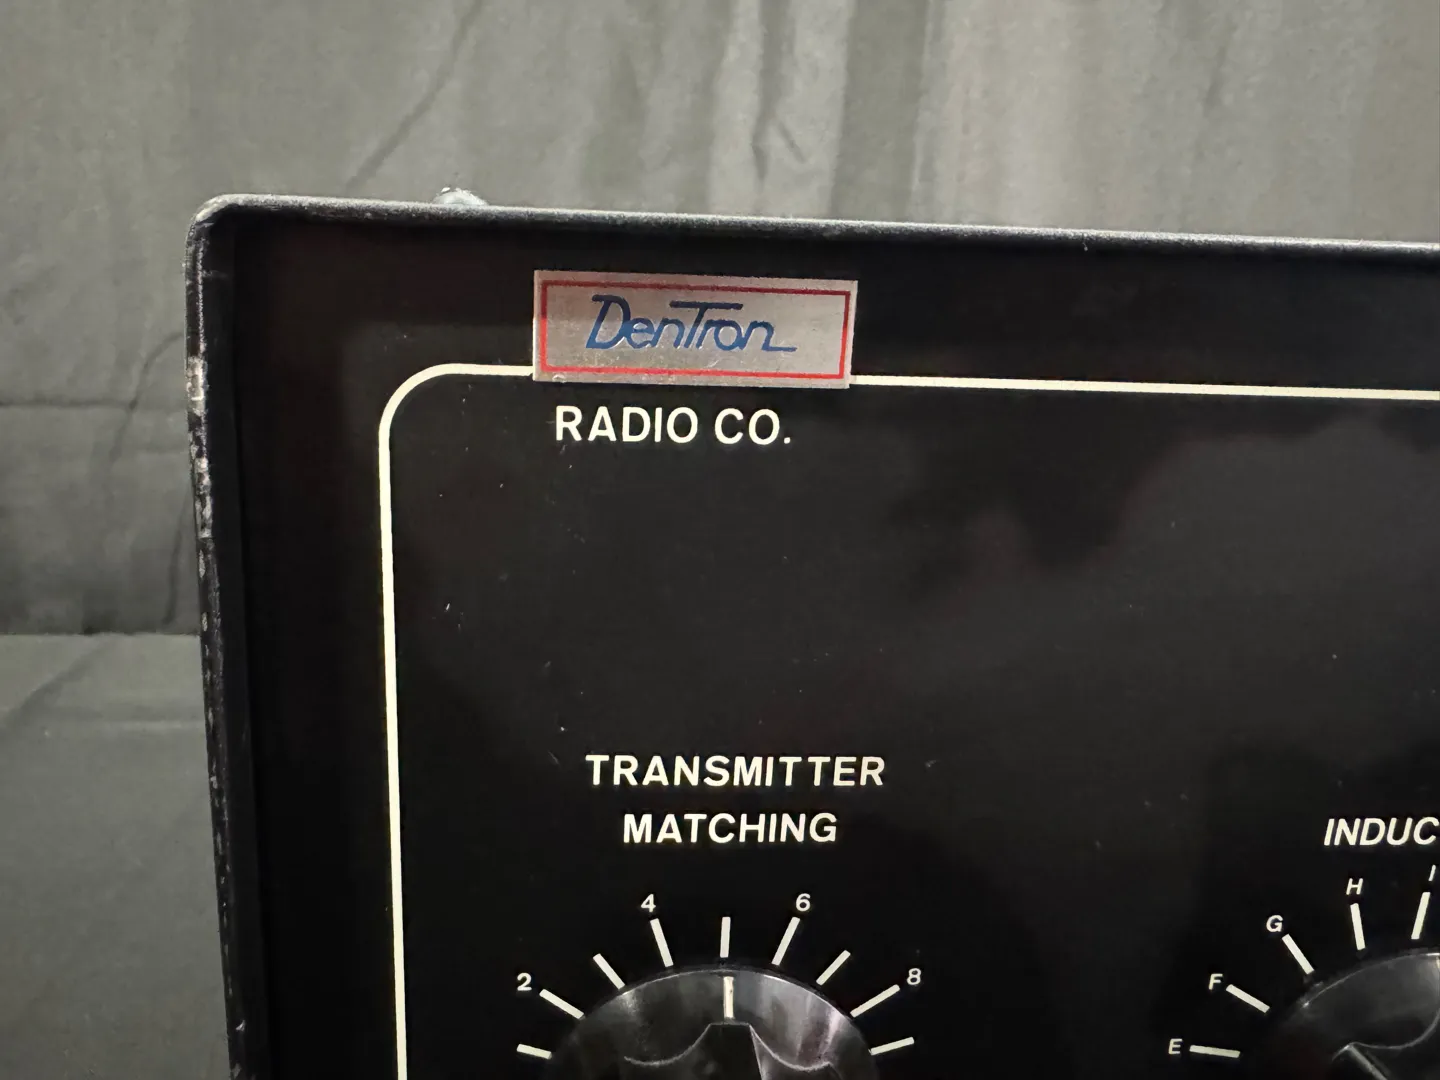 DenTron
RADIO CO.
TRANSMITTER
MATCHING
2 4 6 8
INDUC
E F G H I